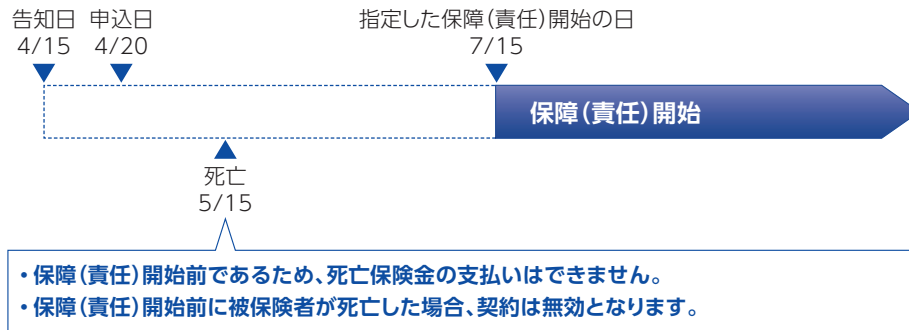 告知日 申込日 指定した保障(責任)開始の日
4/15 4/20 7/15
保障(責任)開始
死亡
5/15
・保障(責任)開始前であるため、死亡保険金の支払いはできません。
・保障(責任)開始前に被保険者が死亡した場合、契約は無効となります。